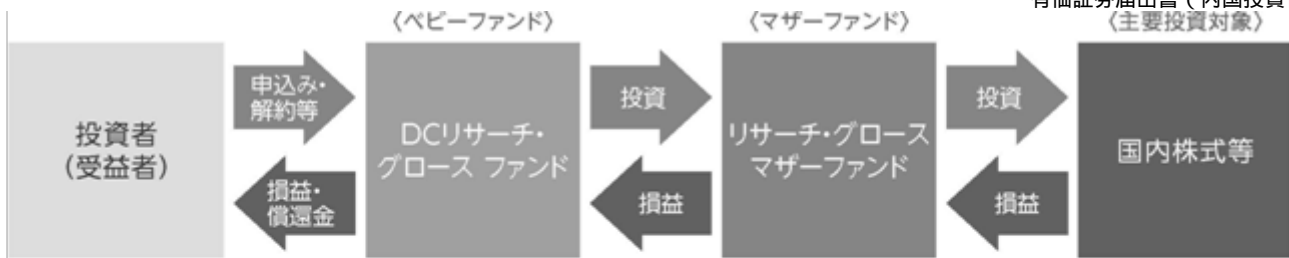 有価証券届出書(内国投資
〈ベビーファンド〉
〈マザーファンド〉
〈主要投資対象〉
投資者
(受益者)
申込み・
解約等
損益・
償還金
DCリサーチ・
グロース ファンド
投資
損益
リサーチ・グロース
マザーファンド
投資
損益
国内株式等